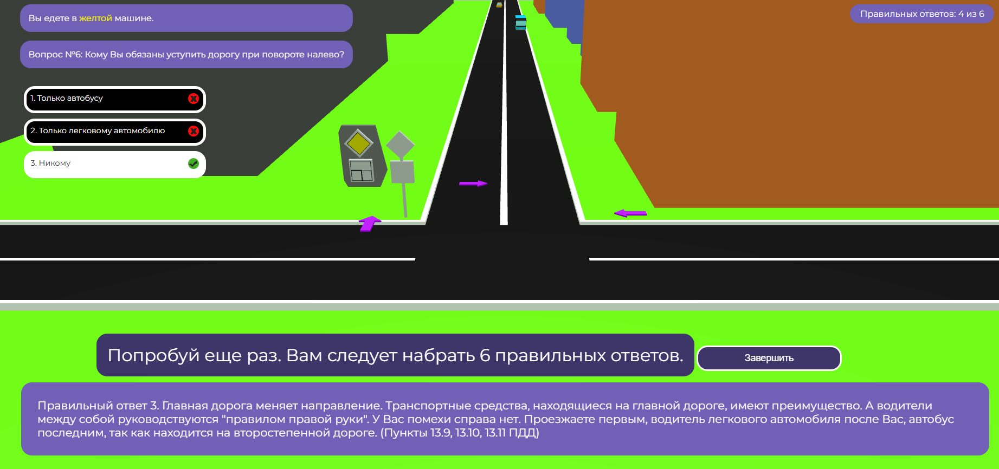 Вы едете в желтой машине.
Правильных ответов: 4 из 6
Вопрос №6: Кому Вы обязаны уступить дорогу при повороте налево?
1. Только автобусу
2. Только легковому автомобилю
3. Никому
Попробуй еще раз. Вам следует набрать 6 правильных ответов.
Завершить
Правильный ответ 3. Главная дорога меняет направление. Транспортные средства, находящиеся на главной дороге, имеют преимущество. А водители
между собой руководствуются "правилом правой руки". У Вас помехи справа нет. Проезжаете первым, водитель легкового автомобиля после Вас, автобус
последним, так как находится на второстепенной дороге. (Пункты 13.9, 13.10, 13.11 ПДД)